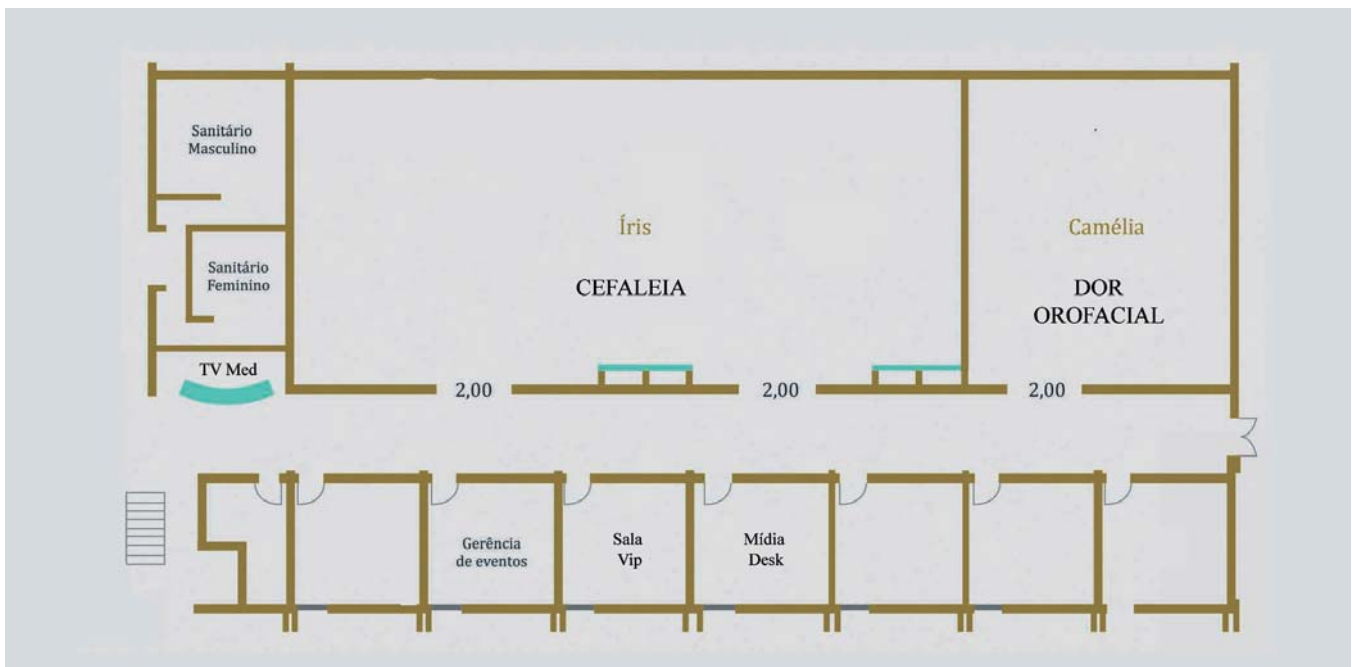 Sanitário
Masculino
Íris
Camélia
Sanitário
Feminino
CEFALEIA
DOR
OROFACIAL
TV Med
2,00
2,00
2,00
Gerência
de eventos
Sala
Vip
Mídia
Desk